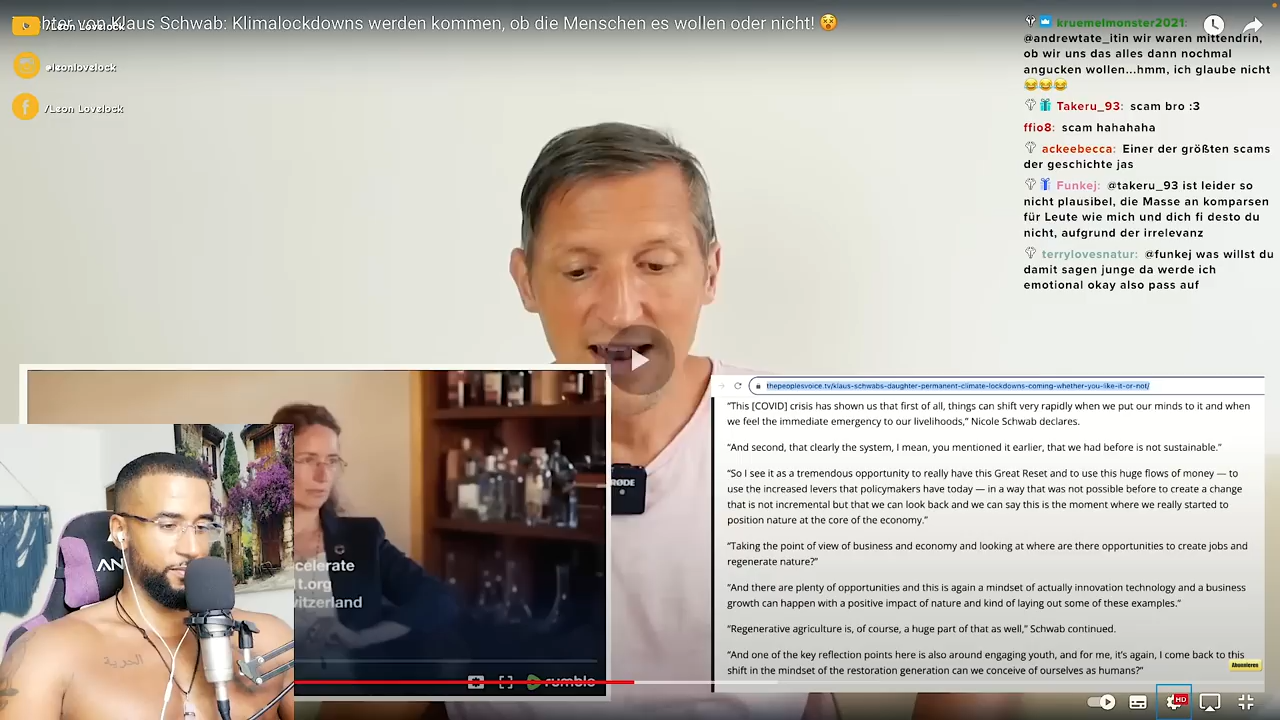 hter von Klaus Schwab: Klimalockdowns werden kommen, ob die Menschen es wollen oder nicht! 😵
/Leon Lovelock
@leonlovelock
/Leon Lovelock
kruemelmonster2021:
@andrewtate_itin wir waren mittendrin,
ob wir uns das alles dann nochmal
angucken wollen...hmm, ich glaube nicht
😂😂😂
Takeru_93: scam bro :3
ffio8: scam hahahaha
ackeebecca: Einer der größten scams
der geschichte jas
Funkej: @takeru_93 ist leider so
nicht plausibel, die Masse an komparsen
für Leute wie mich und dich fi desto du
nicht, aufgrund der irrelevanz
terrylovesnatur: @funkej was willst du
damit sagen junge da werde ich
emotional okay also pass auf
thepeoplesvoice.tv/klaus-schwabs-daughter-permanent-climate-lockdowns-coming-whether-you-like-it-or-not/
“This [COVID] crisis has shown us that first of all, things can shift very rapidly when we put our minds to it and when
we feel the immediate emergency to our livelihoods,” Nicole Schwab declares.
“And second, that clearly the system, I mean, you mentioned it earlier, that we had before is not sustainable.”
“So I see it as a tremendous opportunity to really have this Great Reset and to use this huge flows of money — to
use the increased levers that policymakers have today — in a way that was not possible before to create a change
that is not incremental but that we can look back and we can say this is the moment where we really started to
position nature at the core of the economy.”
“Taking the point of view of business and economy and looking at where are there opportunities to create jobs and
regenerate nature?”
“And there are plenty of opportunities and this is again a mindset of actually innovation technology and a business
growth can happen with a positive impact of nature and kind of laying out some of these examples.”
“Regenerative agriculture is, of course, a huge part of that as well,” Schwab continued.
“And one of the key reflection points here is also around engaging youth, and for me, it’s again, I come back to this
shift in the mindset of the restoration generation can we conceive of ourselves as humans?”
Abonnieren
RØDE
celerate
t.org
witzerland
rumble
AN
الحرية
HD